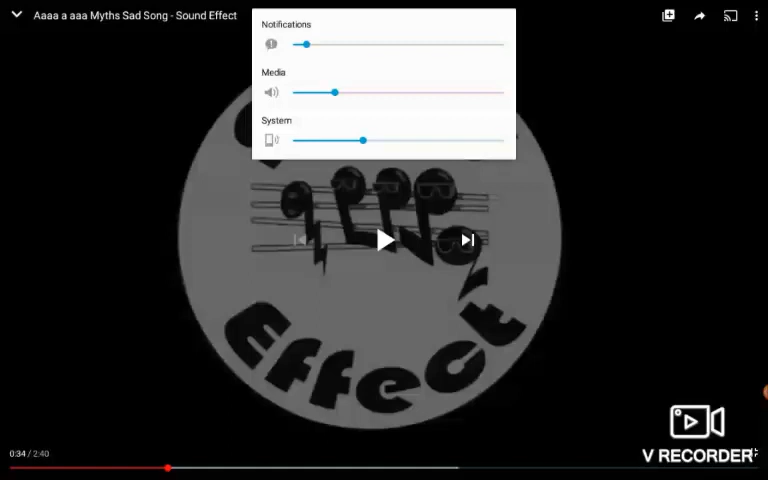 Aaaa a aaa Myths Sad Song - Sound Effect
Notifications
Media
System
Effect
0:34 / 2:40
V RECORDER